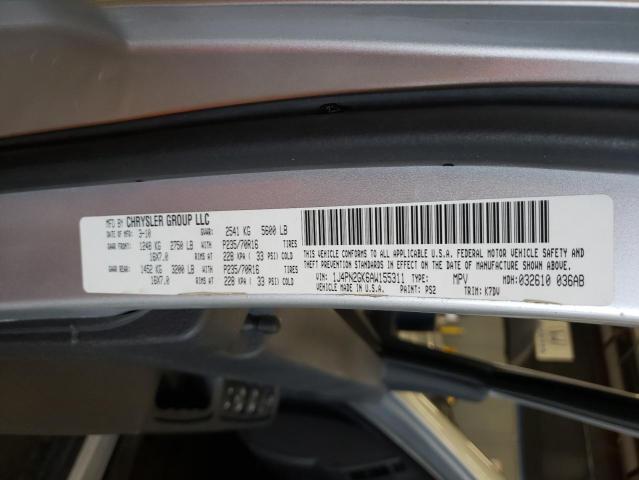 MFD BY CHRYSLER GROUP LLC
DATE OF MFR: 3-10 GVWR: 2541 KG 5600 LB
GAWR FRONT: 1248 KG 2750 LB WITH P235/70R16 TIRES
16X7.0 RIMS AT 228 KPA ( 33 PSI) COLD
GAWR REAR: 1452 KG 3200 LB WITH P235/70R16 TIRES
16X7.0 RIMS AT 228 KPA ( 33 PSI) COLD
THIS VEHICLE CONFORMS TO ALL APPLICABLE U.S.A. FEDERAL MOTOR VEHICLE SAFETY AND
THEFT PREVENTION STANDARDS IN EFFECT ON THE DATE OF MANUFACTURE SHOWN ABOVE.
VIN: 1J4PN2GK6AW155311 TYPE: MPV MDH: 032610 036AB
VEHICLE MADE IN U.S.A. PAINT: PS2 TRIM: K7DV